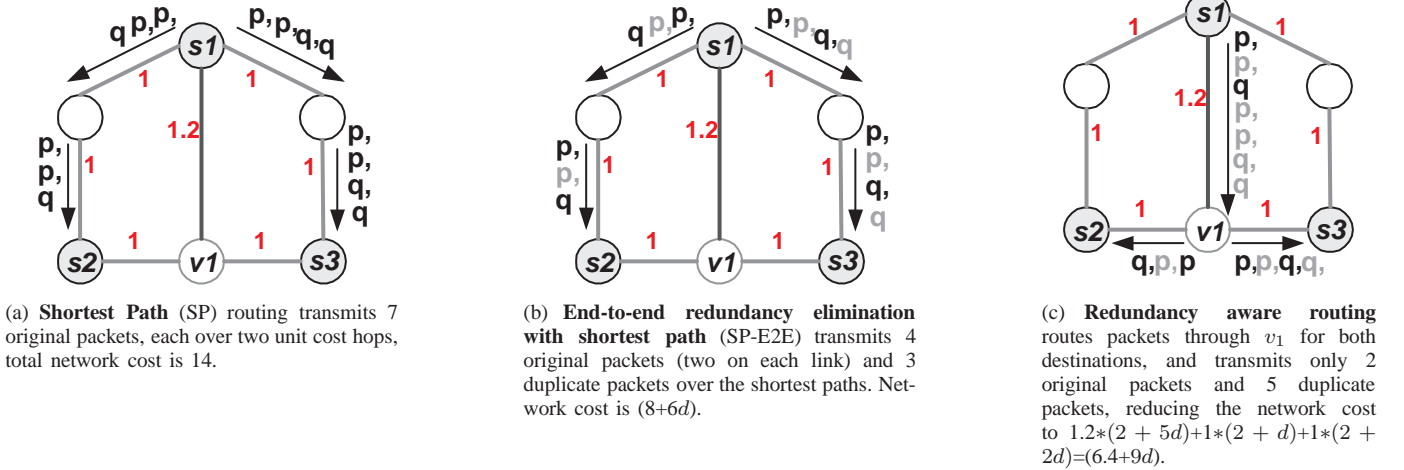 q p,p,
s1
p,p,q,q
1
1
1.2
p,
p,
q
1
1
p,
p,
q,
q
1
1
s2
v1
s3
(a) Shortest Path (SP) routing transmits 7
original packets, each over two unit cost hops,
total network cost is 14.
q p,p,
s1
p,p,q,q
1
1
1.2
p,
p,
q
1
1
p,
p,
q,
q
1
1
s2
v1
s3
(b) End-to-end redundancy elimination
with shortest path (SP-E2E) transmits 4
original packets (two on each link) and 3
duplicate packets over the shortest paths. Net-
work cost is (8+6d).
s1
1
1
p,
p,
q
p,
p,
q,
q
1.2
1
1
1
1
s2
v1
s3
q,p,p
p,p,q,q,
(c) Redundancy aware routing
routes packets through v1 for both
destinations, and transmits only 2
original packets and 5 duplicate
packets, reducing the network cost
to 1.2∗(2 + 5d)+1∗(2 + d)+1∗(2 +
2d)=(6.4+9d).